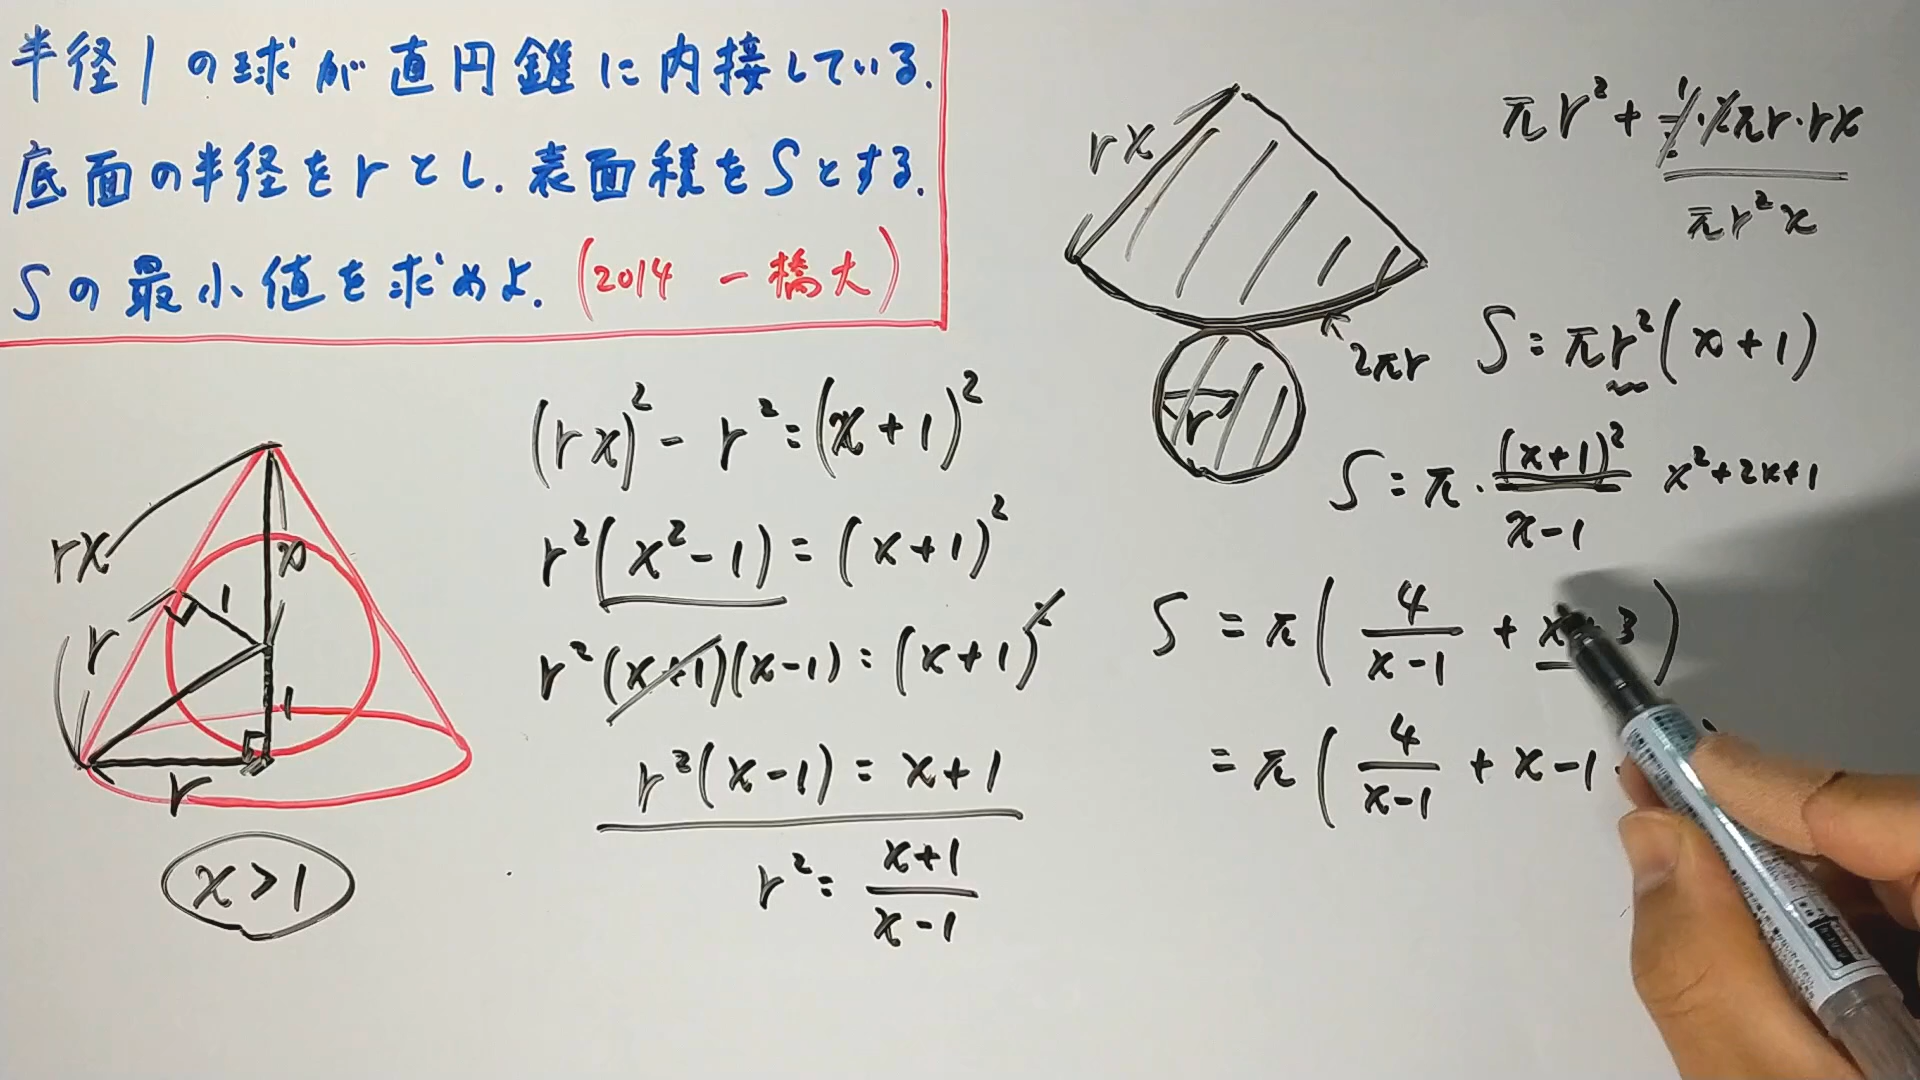 半径1の球が直円錐に内接している.
底面の半径をrとし.表面積をSとする.
Sの最小値を求めよ. (2014 一橋大)
rx
x
1
r
1
r
x>1
(rx)²-r²=(x+1)²
r²(x²-1)=(x+1)²
r²(x+1)(x-1)=(x+1)²
r²(x-1)=x+1
r²=\frac{x+1}{x-1}
rx
2πr
r
πr²+½·2πr·rx
πr²x
S=πr²(x+1)
S=π·\frac{(x+1)²}{x-1} x²+2x+1
S=π(\frac{4}{x-1}+x+3)
=π(\frac{4}{x-1}+x-1